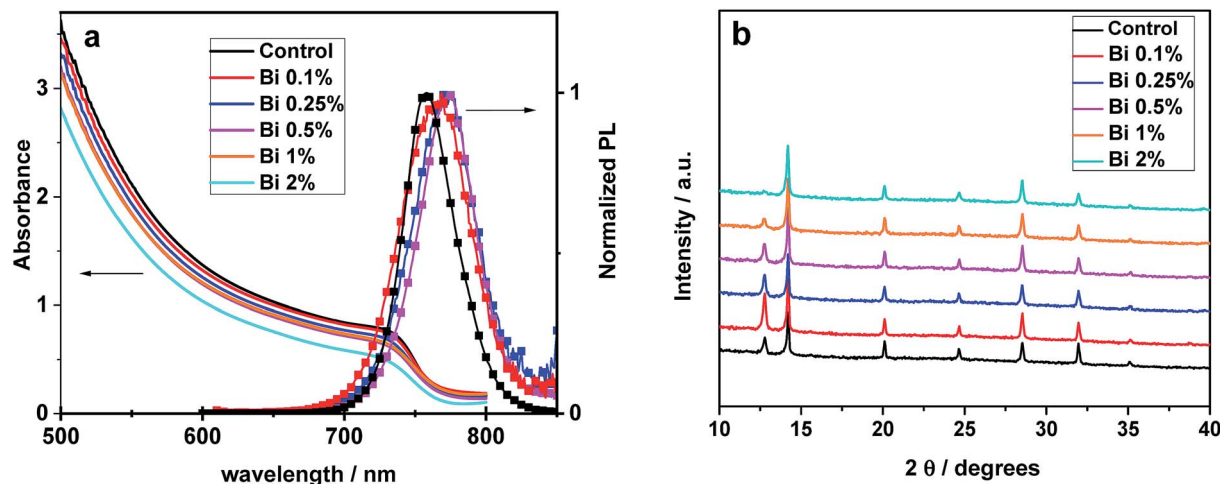 a
Control
Bi 0.1%
Bi 0.25%
Bi 0.5%
Bi 1%
Bi 2%
3
2
1
0
Absorbance
500
600
700
800
wavelength / nm
1
0
Normalized PL
b
Control
Bi 0.1%
Bi 0.25%
Bi 0.5%
Bi 1%
Bi 2%
Intensity / a.u.
10
15
20
25
30
35
40
2 θ / degrees